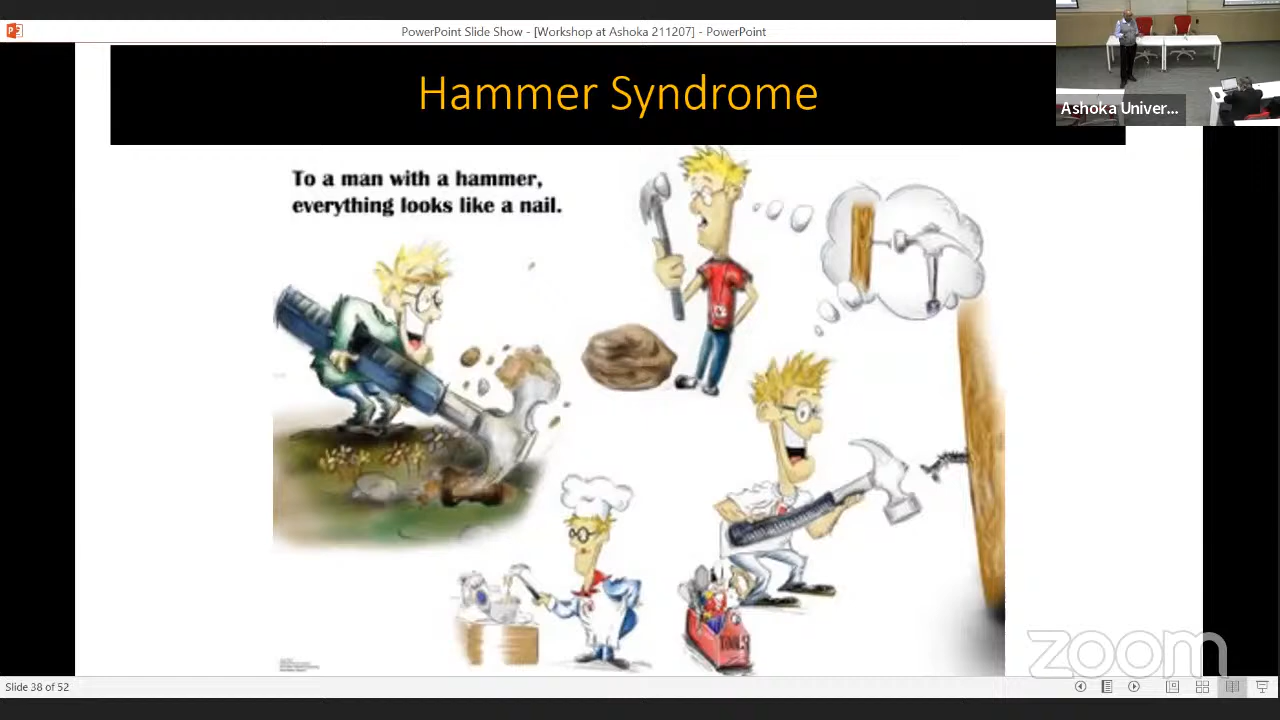 PowerPoint Slide Show - [Workshop at Ashoka 211207] - PowerPoint
Hammer Syndrome
Ashoka Univer...
To a man with a hammer,
everything looks like a nail.
TOOLS
zoom
Slide 38 of 52